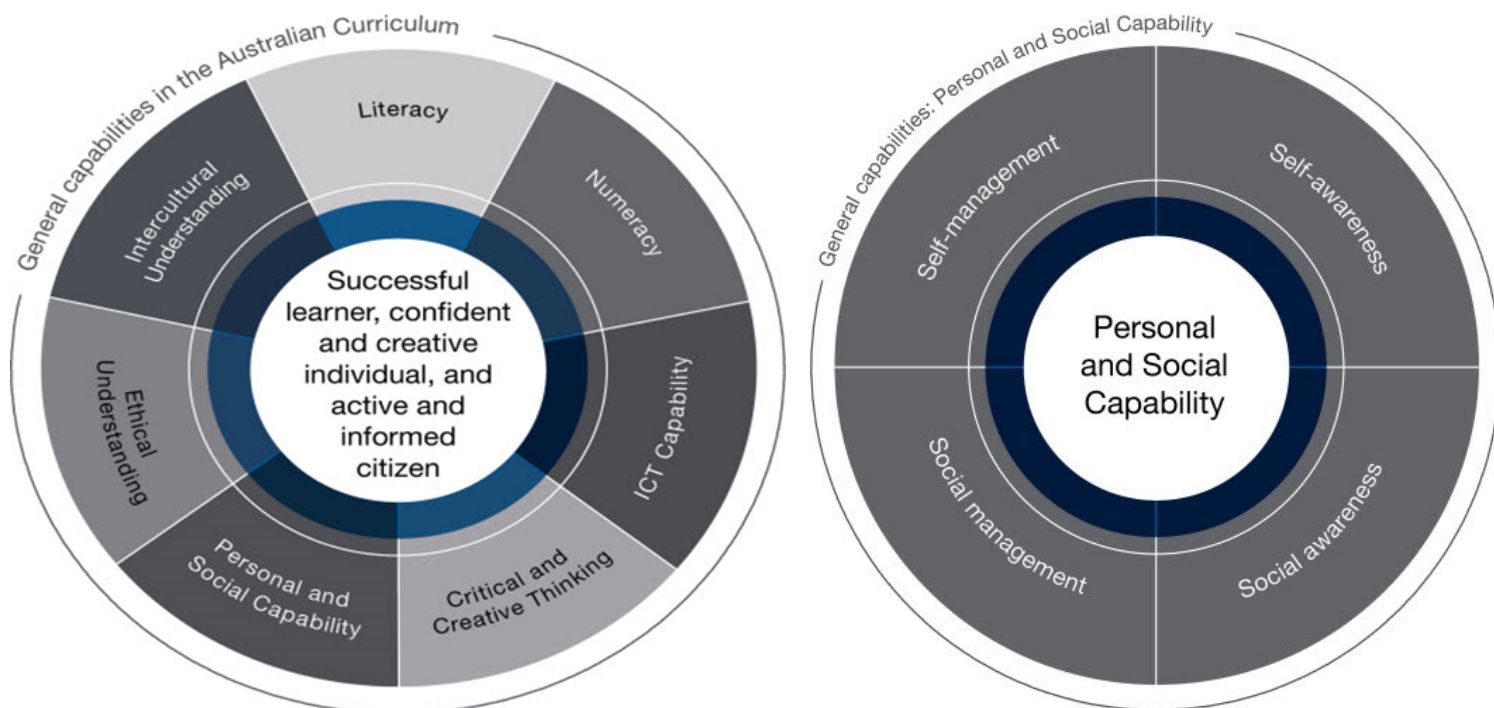 General capabilities in the Australian Curriculum
Literacy
Numeracy
ICT Capability
Critical and
Creative Thinking
Personal and
Social Capability
Ethical
Understanding
Intercultural
Understanding
Successful
learner, confident
and creative
individual, and
active and
informed
citizen
General capabilities: Personal and Social Capability
Self-management
Self-awareness
Social awareness
Social management
Personal
and Social
Capability